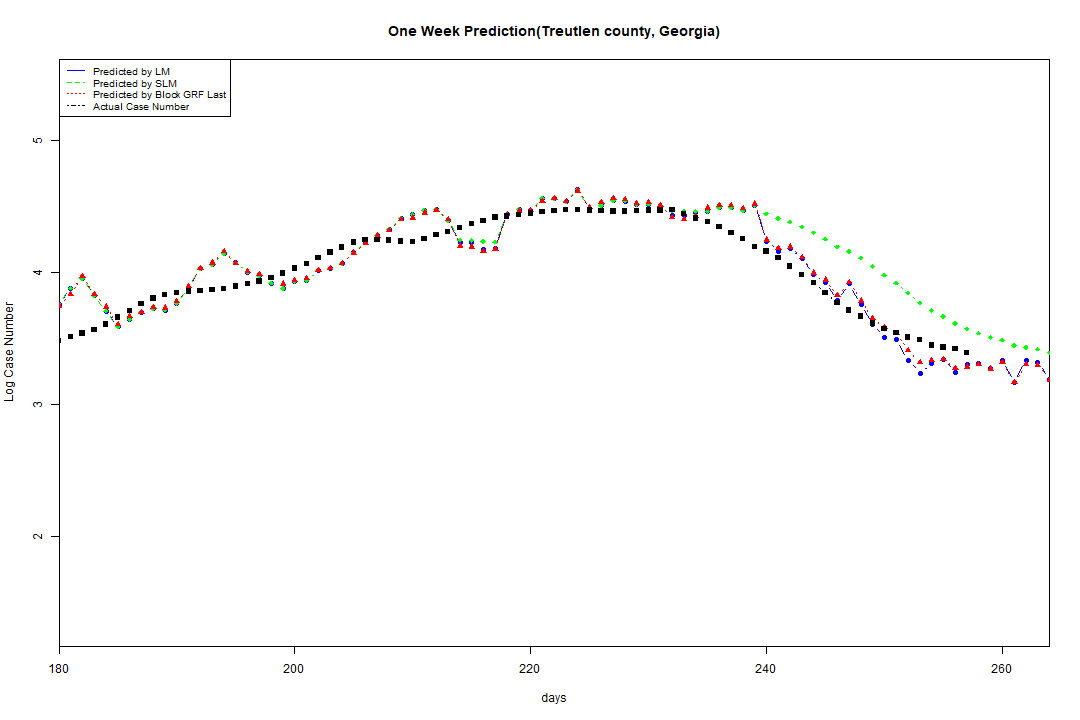 One Week Prediction(Treutlen county, Georgia)
Predicted by LM
Predicted by SLM
Predicted by Block GRF Last
Actual Case Number
5
4
3
2
Log Case Number
180 200 220 240 260
days